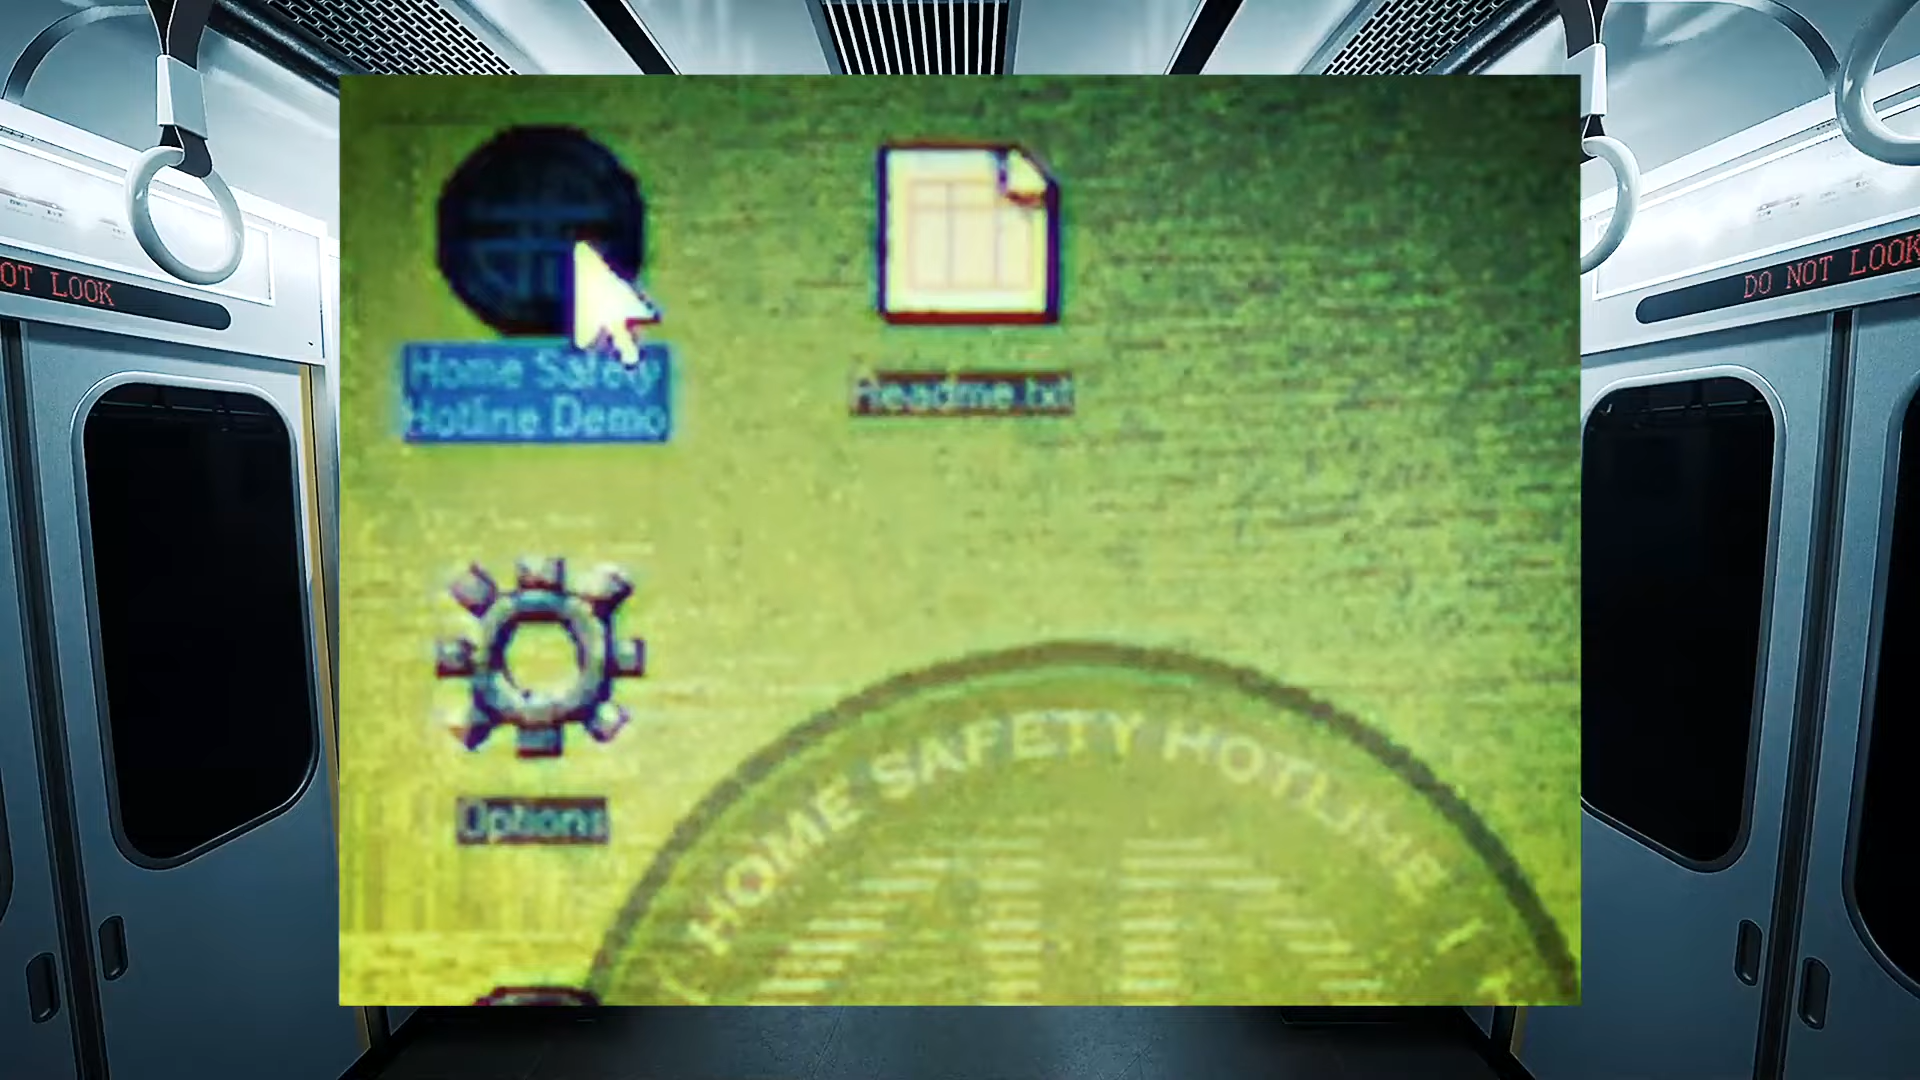 OT LOOK
DO NOT LOOK
Home Safety
Hotline Demo
Readme.txt
Options
HOME SAFETY HOTLINE